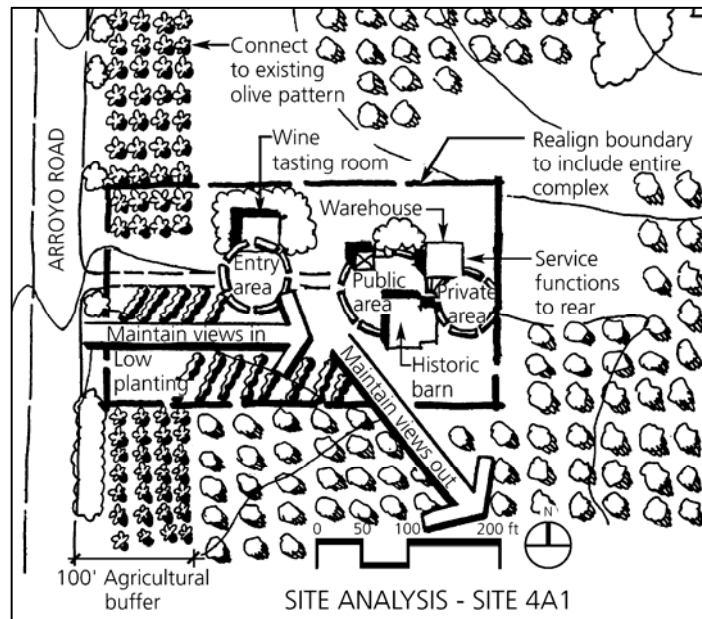 Connect
to existing
olive pattern
Wine
tasting room
Realign boundary
to include entire
complex
ARROYO ROAD
Warehouse
Entry
area
Public
area
Private
area
Service
functions
to rear
Maintain views in
Low
planting
Historic
barn
Maintain views out
0 50 100 200 ft
N
100' Agricultural
buffer
SITE ANALYSIS - SITE 4A1